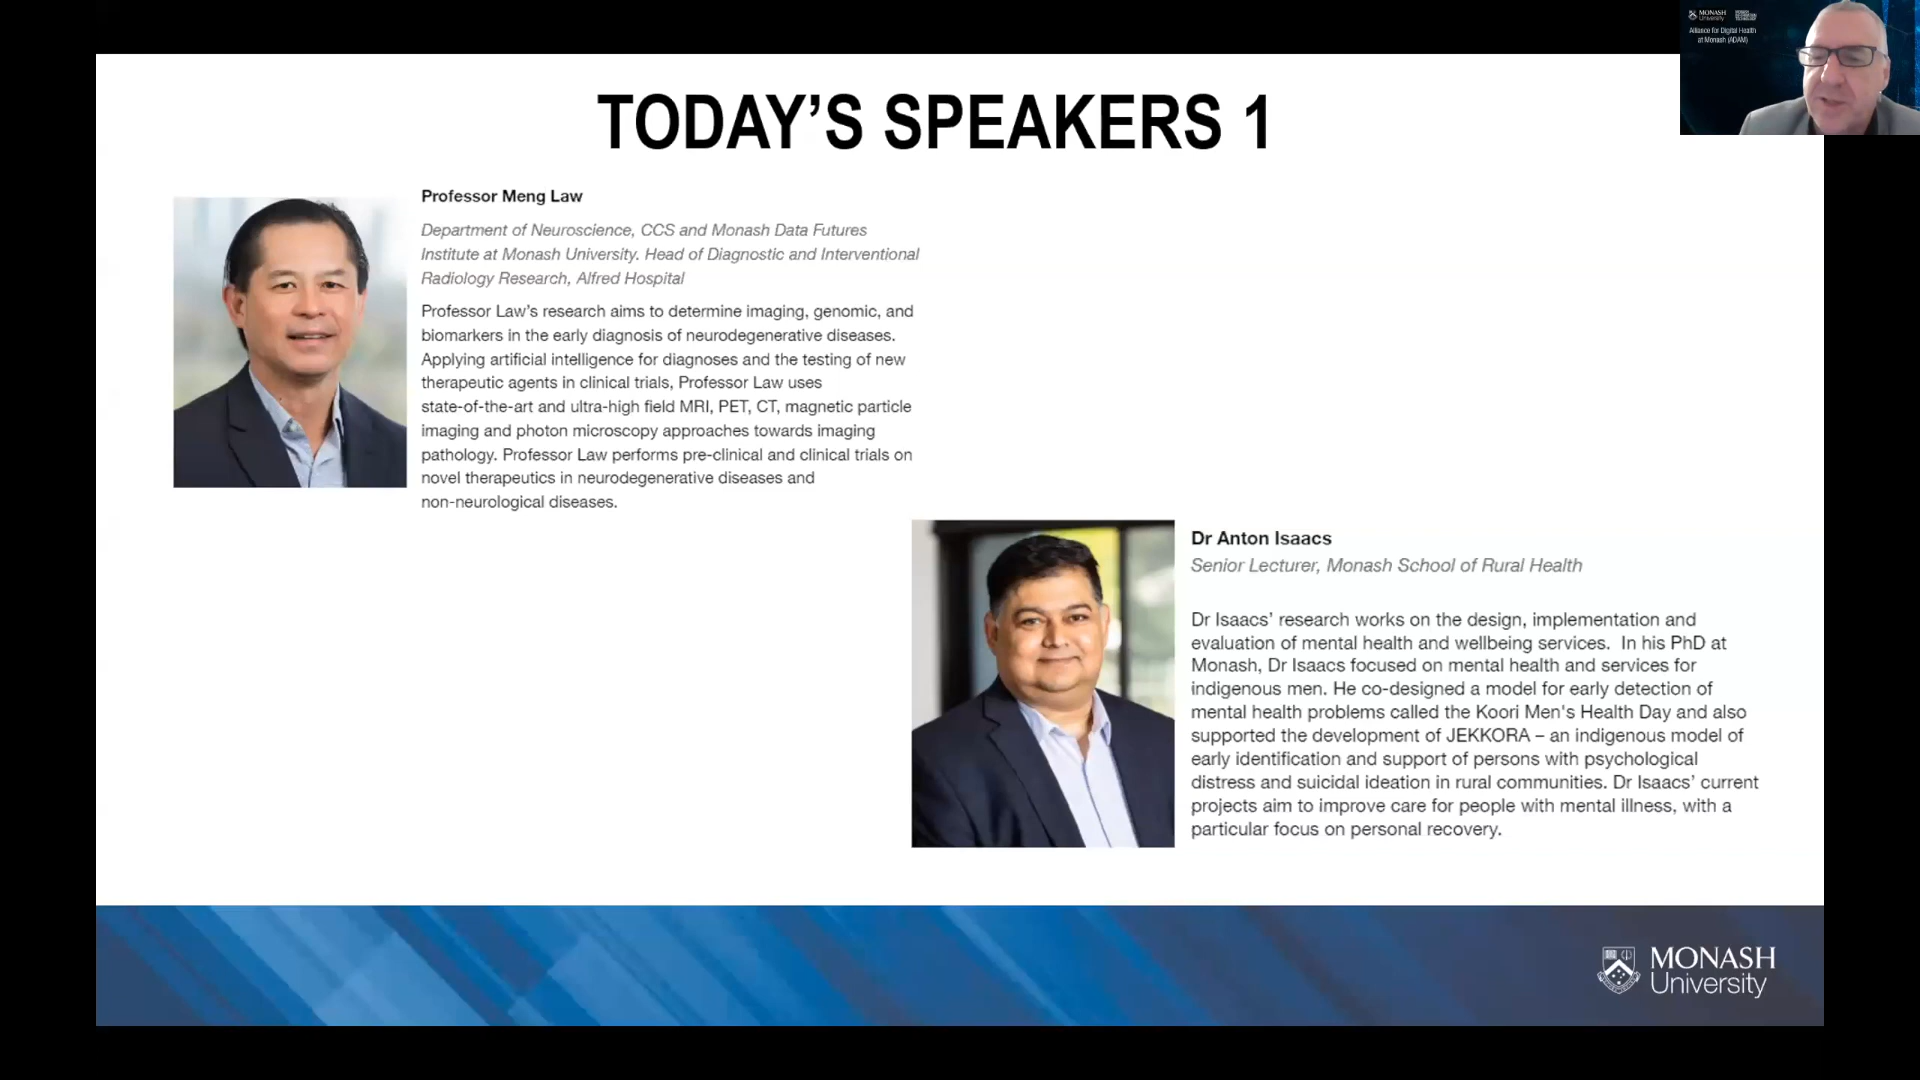 TODAY’S SPEAKERS 1
Professor Meng Law
Department of Neuroscience, CCS and Monash Data Futures
Institute at Monash University. Head of Diagnostic and Interventional
Radiology Research, Alfred Hospital
Professor Law’s research aims to determine imaging, genomic, and
biomarkers in the early diagnosis of neurodegenerative diseases.
Applying artificial intelligence for diagnoses and the testing of new
therapeutic agents in clinical trials, Professor Law uses
state-of-the-art and ultra-high field MRI, PET, CT, magnetic particle
imaging and photon microscopy approaches towards imaging
pathology. Professor Law performs pre-clinical and clinical trials on
novel therapeutics in neurodegenerative diseases and
non-neurological diseases.
Dr Anton Isaacs
Senior Lecturer, Monash School of Rural Health
Dr Isaacs’ research works on the design, implementation and
evaluation of mental health and wellbeing services.  In his PhD at
Monash, Dr Isaacs focused on mental health and services for
indigenous men. He co-designed a model for early detection of
mental health problems called the Koori Men's Health Day and also
supported the development of JEKKORA – an indigenous model of
early identification and support of persons with psychological
distress and suicidal ideation in rural communities. Dr Isaacs’ current
projects aim to improve care for people with mental illness, with a
particular focus on personal recovery.
MONASH
University
MONASH
University
Alliance for Digital Health
at Monash (ADAM)